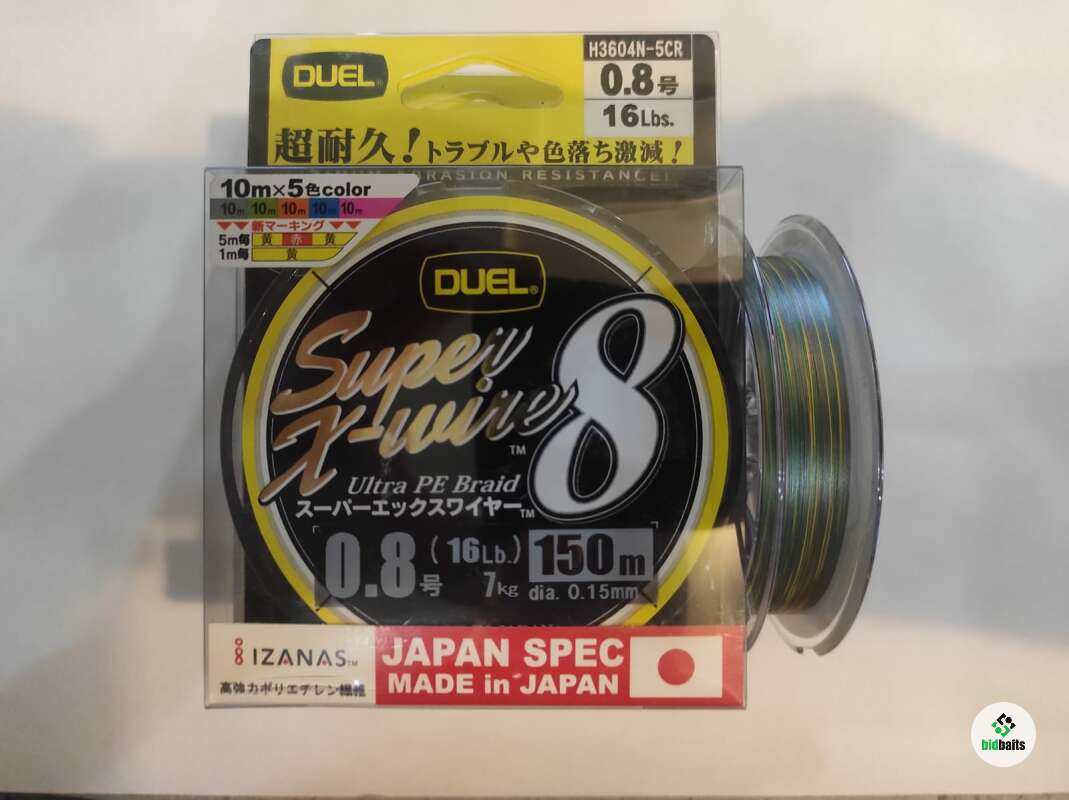 DUEL®
H3604N-5CR
0.8号
16Lbs.
超耐久!トラブルや色落ち激減!
ABRASION RESISTANCE!
10m×5色color
10m 10m 10m 10m 10m
新マーキング
5m毎 黄 赤 黄
1m毎 黄
DUEL®
Super
X-wire 8
™
Ultra PE Braid
スーパーエックスワイヤー™
0.8号 (16Lb.) 150m
7kg dia. 0.15mm
IZANAS™
高強力ポリエチレン繊維
JAPAN SPEC
MADE in JAPAN
bidbaits